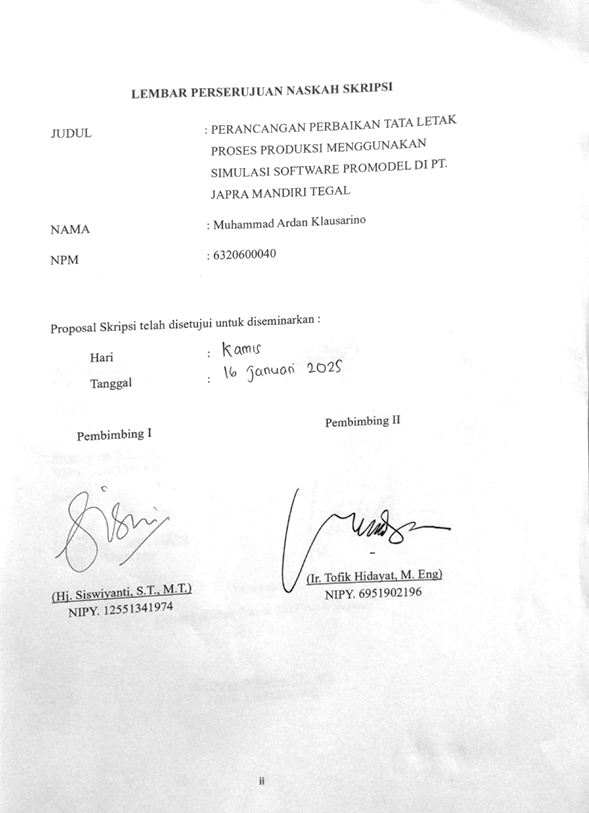 LEMBAR PERSERUJUAN NASKAH SKRIPSI
JUDUL : PERANCANGAN PERBAIKAN TATA LETAK
PROSES PRODUKSI MENGGUNAKAN
SIMULASI SOFTWARE PROMODEL DI PT.
JAPRA MANDIRI TEGAL
NAMA : Muhammad Ardan Klausarino
NPM : 6320600040
Proposal Skripsi telah disetujui untuk diseminarkan :
Hari : Kamis
Tanggal : 16 Januari 2025
Pembimbing I Pembimbing II
(Hj. Siswiyanti, S.T., M.T.) (Ir. Tofik Hidayat, M. Eng)
NIPY. 12551341974 NIPY. 6951902196
ii